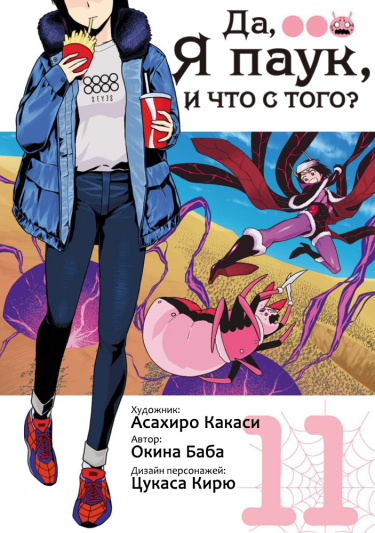 Да,
Я паук,
и что с того?
Художник:
Асахиро Какаси
Автор:
Окина Баба
Дизайн персонажей:
Цукаса Кирю
11